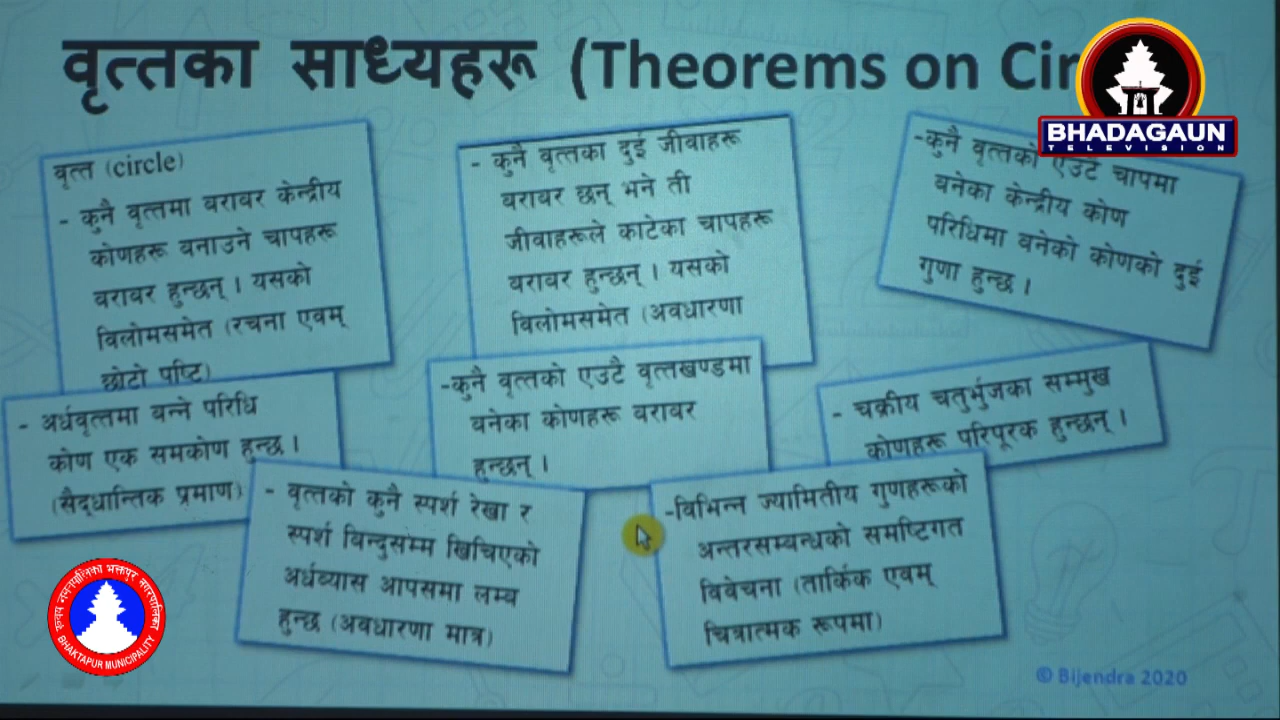 वृत्तका साध्यहरू (Theorems on Cir
BHADAGAUN
TELEVISION
वृत्त (circle)
- कुनै वृत्तमा बराबर केन्द्रीय
कोणहरू बनाउने चापहरू
बराबर हुन्छन् । यसको
विलोमसमेत (रचना एवम्
छोटो पुष्टि)
- कुनै वृत्तका दुई जीवाहरू
बराबर छन् भने ती
जीवाहरूले काटेका चापहरू
बराबर हुन्छन् । यसको
विलोमसमेत (अवधारणा
-कुनै वृत्तको एउटै चापमा
बनेका केन्द्रीय कोण
परिधिमा बनेको कोणको दुई
गुणा हुन्छ ।
- अर्धवृत्तमा बन्ने परिधि
कोण एक समकोण हुन्छ ।
(सैद्धान्तिक प्रमाण)
-कुनै वृत्तको एउटै वृत्तखण्डमा
बनेका कोणहरू बराबर
हुन्छन् ।
- चक्रीय चतुर्भुजका सम्मुख
कोणहरू परिपूरक हुन्छन् ।
- वृत्तको कुनै स्पर्श रेखा र
स्पर्श बिन्दुसम्म खिचिएको
अर्धव्यास आपसमा लम्ब
हुन्छ (अवधारणा मात्र)
-विभिन्न ज्यामितीय गुणहरूको
अन्तरसम्बन्धको समष्टिगत
विवेचना (तार्किक एवम्
चित्रात्मक रूपमा)
BHAKTAPUR MUNICIPALITY
© Bijendra 2020